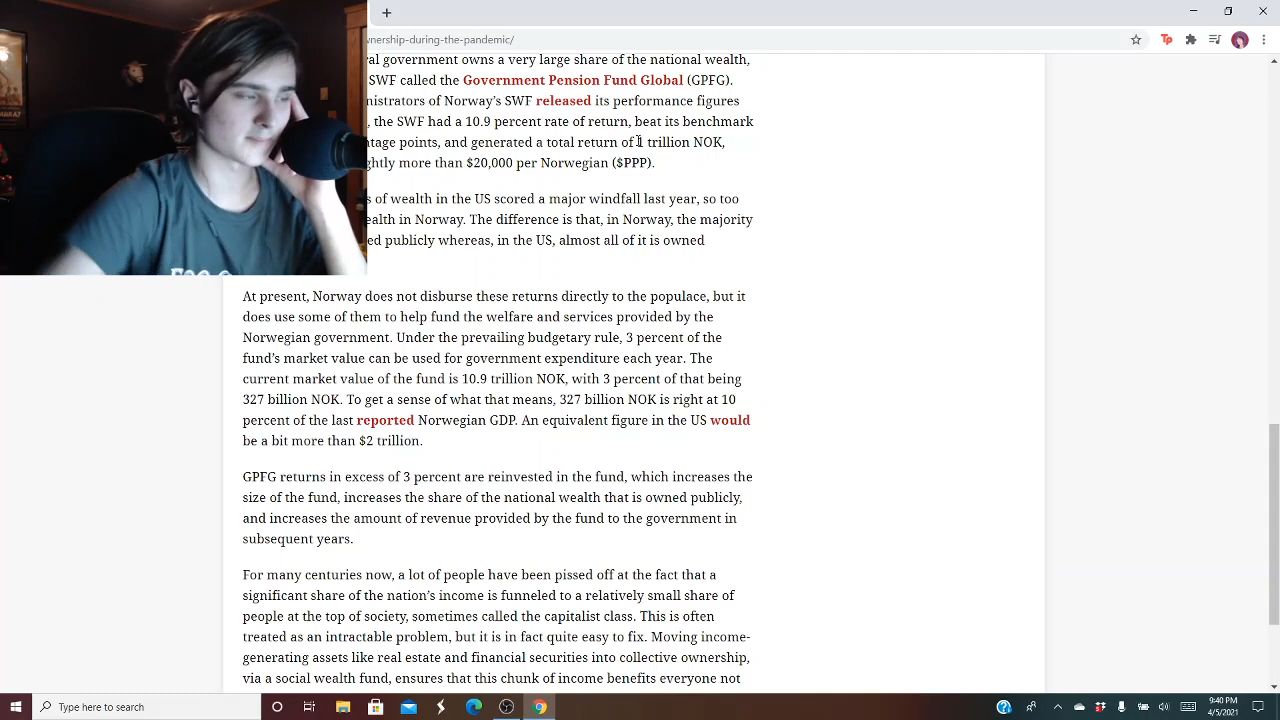 nership-during-the-pandemic/
al government owns a very large share of the national wealth,
SWF called the Government Pension Fund Global (GPFG).
nistrators of Norway's SWF released its performance figures
, the SWF had a 10.9 percent rate of return, beat its benchmark
tage points, and generated a total return of 1 trillion NOK,
ghtly more than $20,000 per Norwegian ($PPP).
s of wealth in the US scored a major windfall last year, so too
ealth in Norway. The difference is that, in Norway, the majority
ed publicly whereas, in the US, almost all of it is owned
At present, Norway does not disburse these returns directly to the populace, but it
does use some of them to help fund the welfare and services provided by the
Norwegian government. Under the prevailing budgetary rule, 3 percent of the
fund's market value can be used for government expenditure each year. The
current market value of the fund is 10.9 trillion NOK, with 3 percent of that being
327 billion NOK. To get a sense of what that means, 327 billion NOK is right at 10
percent of the last reported Norwegian GDP. An equivalent figure in the US would
be a bit more than $2 trillion.
GPFG returns in excess of 3 percent are reinvested in the fund, which increases the
size of the fund, increases the share of the national wealth that is owned publicly,
and increases the amount of revenue provided by the fund to the government in
subsequent years.
For many centuries now, a lot of people have been pissed off at the fact that a
significant share of the nation's income is funneled to a relatively small share of
people at the top of society, sometimes called the capitalist class. This is often
treated as an intractable problem, but it is in fact quite easy to fix. Moving income-
generating assets like real estate and financial securities into collective ownership,
via a social wealth fund, ensures that this chunk of income benefits everyone not
Type here to search
9:40 PM
4/5/2021